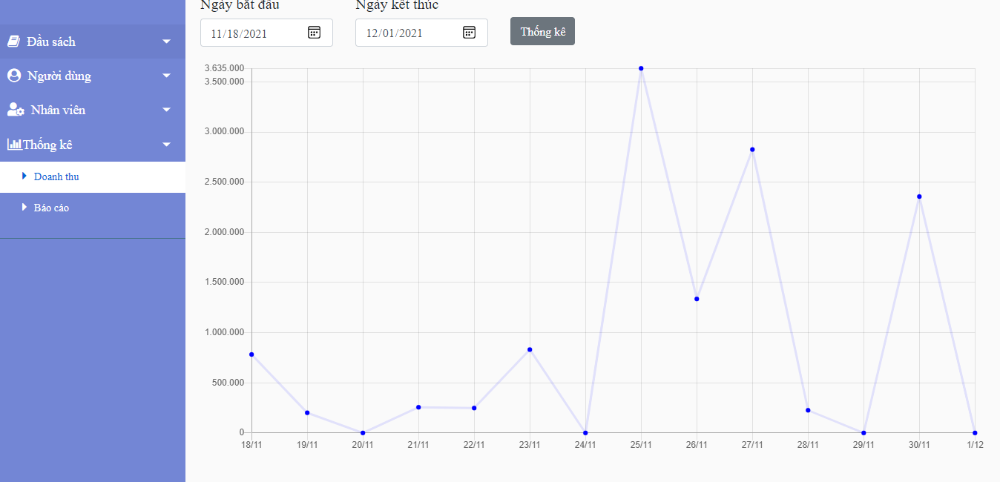 Ngày bắt đầu
Ngày kết thúc
11/18/2021
12/01/2021
Thống kê
Đầu sách
Người dùng
Nhân viên
Thống kê
Doanh thu
Báo cáo
3.635.000
3.500.000
3.000.000
2.500.000
2.000.000
1.500.000
1.000.000
500.000
0
18/11 19/11 20/11 21/11 22/11 23/11 24/11 25/11 26/11 27/11 28/11 29/11 30/11 1/12